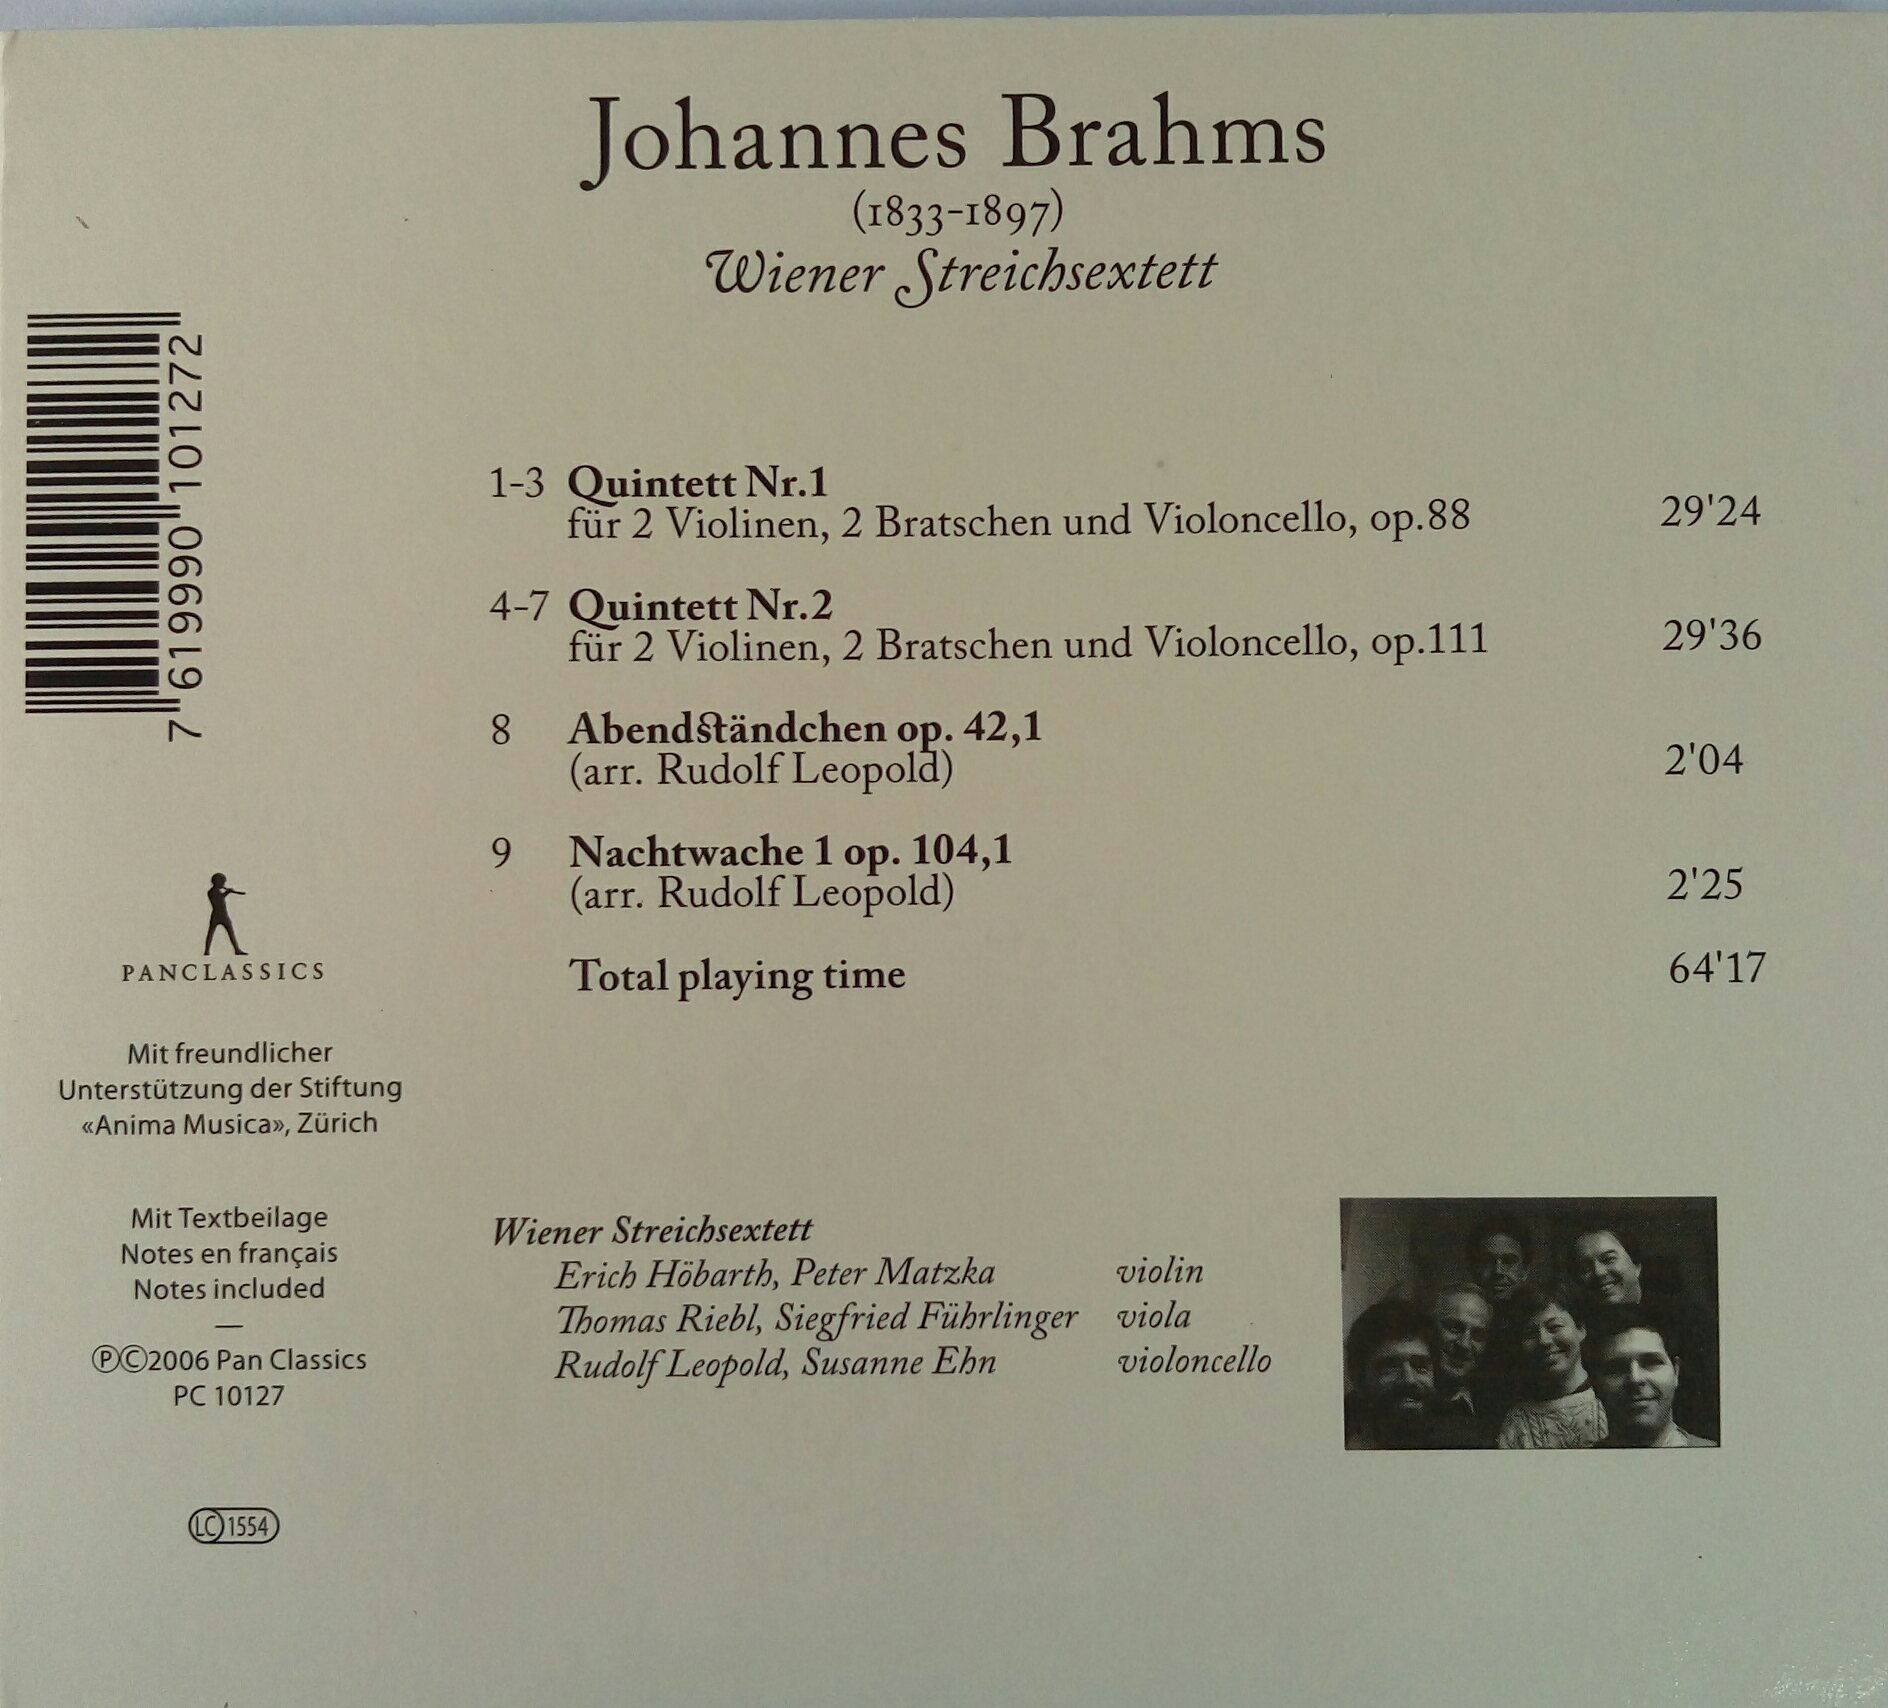 Johannes Brahms
(1833-1897)
Wiener Streichsextett
7 619990 101272
1-3 Quintett Nr.1
für 2 Violinen, 2 Bratschen und Violoncello, op.88 29'24
4-7 Quintett Nr.2
für 2 Violinen, 2 Bratschen und Violoncello, op.111 29'36
8 Abendständchen op. 42,1
(arr. Rudolf Leopold) 2'04
9 Nachtwache 1 op. 104,1
(arr. Rudolf Leopold) 2'25
Total playing time 64'17
PANCLASSICS
Mit freundlicher
Unterstützung der Stiftung
«Anima Musica», Zürich
Mit Textbeilage
Notes en français
Notes included
—
℗©2006 Pan Classics
PC 10127
LC 1554
Wiener Streichsextett
Erich Höbarth, Peter Matzka violin
Thomas Riebl, Siegfried Führlinger viola
Rudolf Leopold, Susanne Ehn violoncello